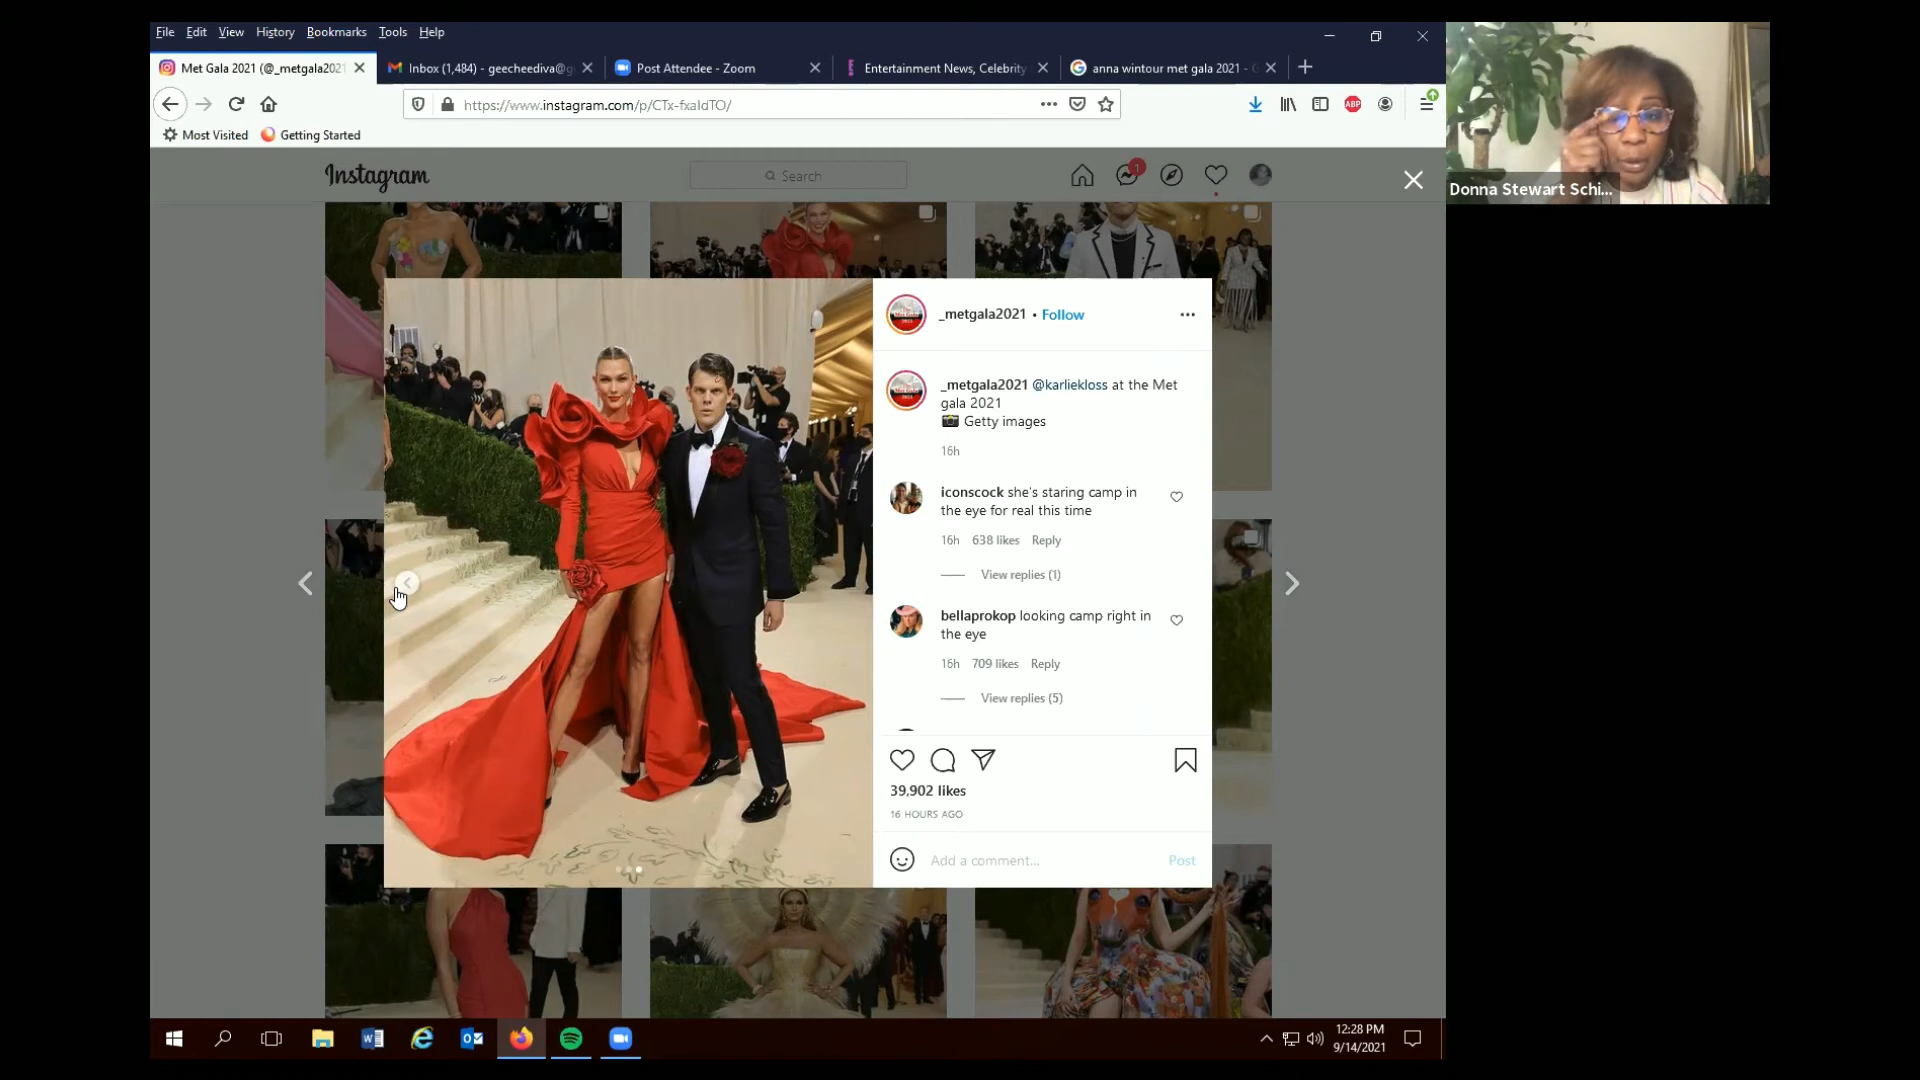 File Edit View History Bookmarks Tools Help
Met Gala 2021 (@_metgala2021
Inbox (1,484) - geecheediva@g
Post Attendee - Zoom
Entertainment News, Celebrity
anna wintour met gala 2021 - G
https://www.instagram.com/p/CTx-fxaIdTO/
ABP
Most Visited Getting Started
Instagram
Search
1
Donna Stewart Schi...
_metgala2021 • Follow
_metgala2021 @karliekloss at the Met
gala 2021
📷 Getty images
16h
iconscock she's staring camp in
the eye for real this time
16h 638 likes Reply
View replies (1)
bellaprokop looking camp right in
the eye
16h 709 likes Reply
View replies (5)
39,902 likes
16 HOURS AGO
Add a comment... Post
12:28 PM
9/14/2021